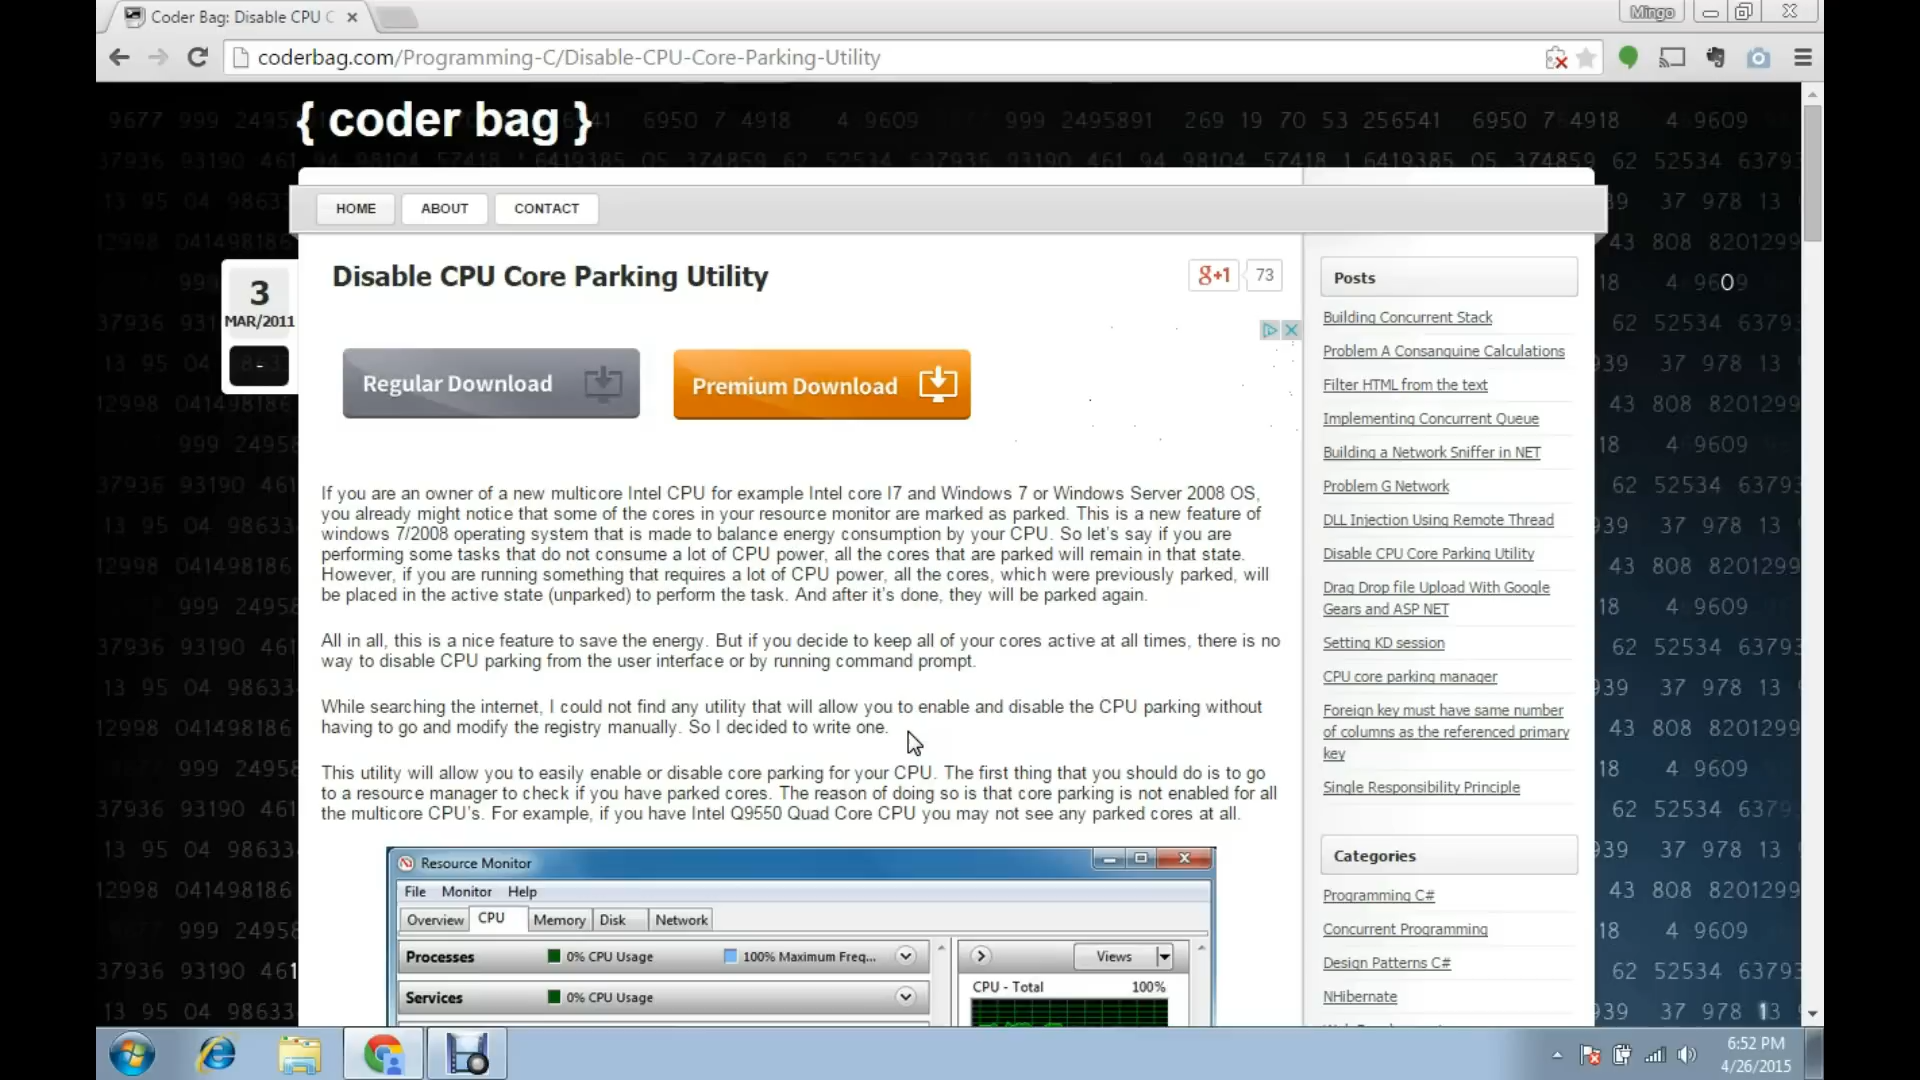 Coder Bag: Disable CPU C
Mingo
coderbag.com/Programming-C/Disable-CPU-Core-Parking-Utility
{ coder bag }
HOME ABOUT CONTACT
3
MAR/2011
-
Disable CPU Core Parking Utility
g+1 73
Regular Download
Premium Download
If you are an owner of a new multicore Intel CPU for example Intel core I7 and Windows 7 or Windows Server 2008 OS,
you already might notice that some of the cores in your resource monitor are marked as parked. This is a new feature of
windows 7/2008 operating system that is made to balance energy consumption by your CPU. So let's say if you are
performing some tasks that do not consume a lot of CPU power, all the cores that are parked will remain in that state.
However, if you are running something that requires a lot of CPU power, all the cores, which were previously parked, will
be placed in the active state (unparked) to perform the task. And after it's done, they will be parked again.
All in all, this is a nice feature to save the energy. But if you decide to keep all of your cores active at all times, there is no
way to disable CPU parking from the user interface or by running command prompt.
While searching the internet, I could not find any utility that will allow you to enable and disable the CPU parking without
having to go and modify the registry manually. So I decided to write one.
This utility will allow you to easily enable or disable core parking for your CPU. The first thing that you should do is to go
to a resource manager to check if you have parked cores. The reason of doing so is that core parking is not enabled for all
the multicore CPU's. For example, if you have Intel Q9550 Quad Core CPU you may not see any parked cores at all.
Resource Monitor
File Monitor Help
Overview CPU Memory Disk Network
Processes 0% CPU Usage 100% Maximum Freq...
Services 0% CPU Usage
Views
CPU - Total 100%
Posts
Building Concurrent Stack
Problem A Consanguine Calculations
Filter HTML from the text
Implementing Concurrent Queue
Building a Network Sniffer in NET
Problem G Network
DLL Injection Using Remote Thread
Disable CPU Core Parking Utility
Drag Drop file Upload With Google
Gears and ASP NET
Setting KD session
CPU core parking manager
Foreign key must have same number
of columns as the referenced primary
key
Single Responsibility Principle
Categories
Programming C#
Concurrent Programming
Design Patterns C#
NHibernate
6:52 PM
4/26/2015